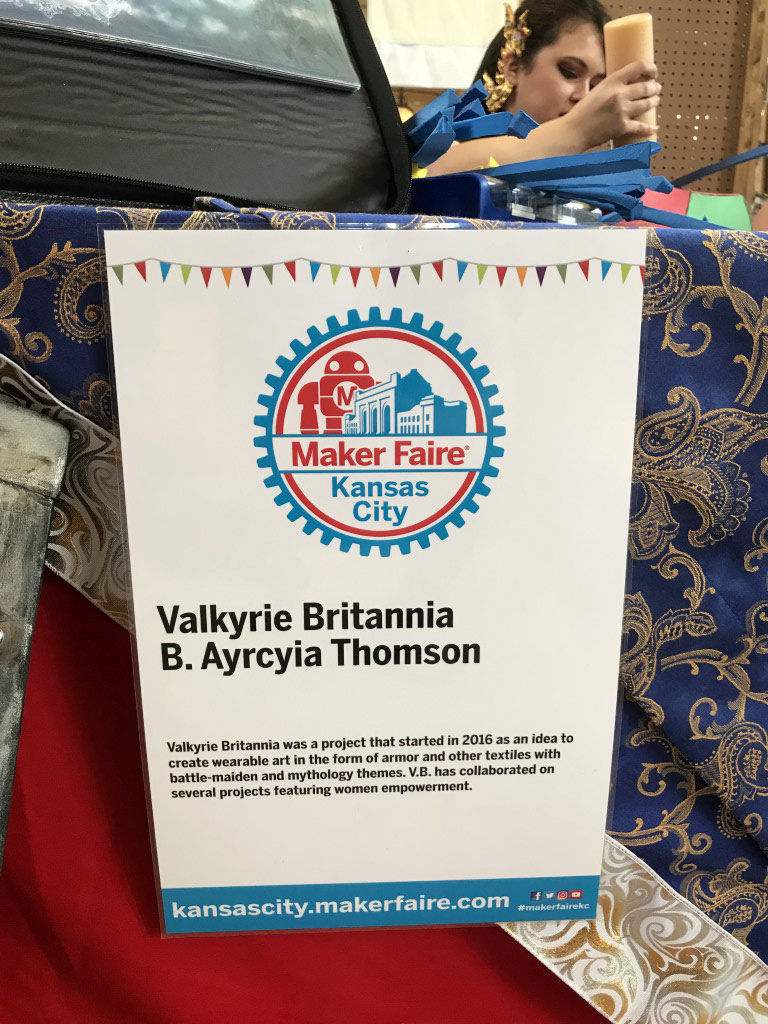 M
Maker Faire®
Kansas
City
Valkyrie Britannia
B. Ayrcyia Thomson
Valkyrie Britannia was a project that started in 2016 as an idea to
create wearable art in the form of armor and other textiles with
battle-maiden and mythology themes. V.B. has collaborated on
several projects featuring women empowerment.
kansascity.makerfaire.com
#makerfairekc